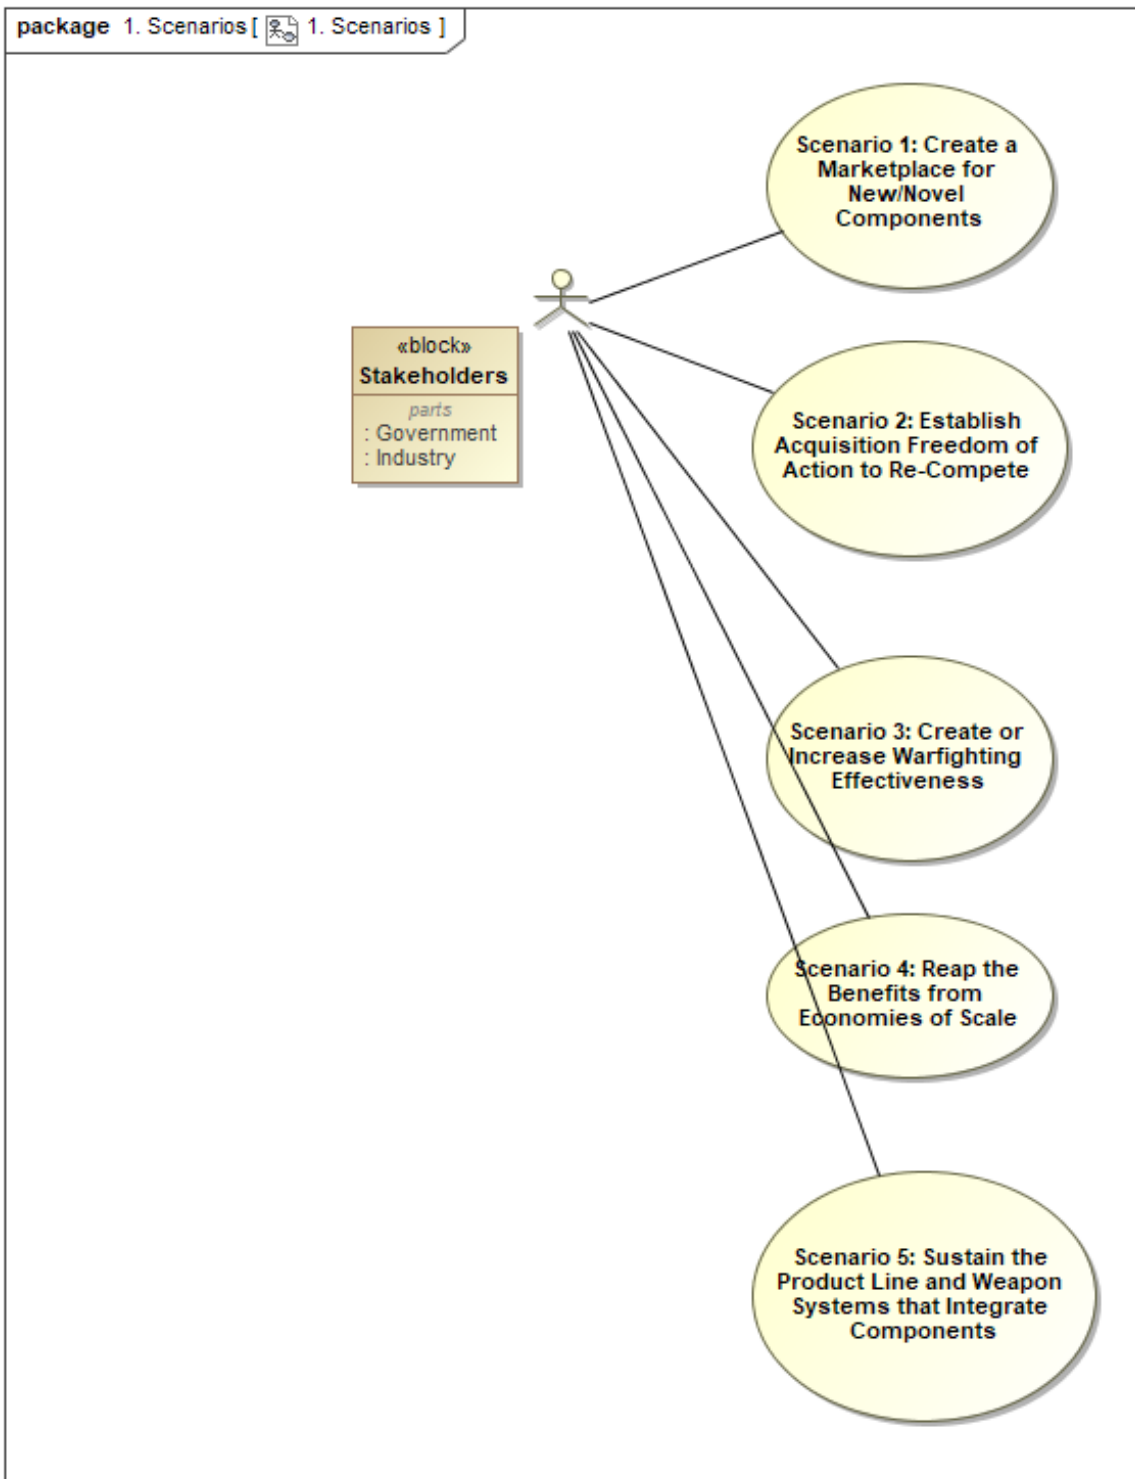 package 1. Scenarios [ 1. Scenarios ]
Scenario 1: Create a
Marketplace for
New/Novel
Components
«block»
Stakeholders
parts
: Government
: Industry
Scenario 2: Establish
Acquisition Freedom of
Action to Re-Compete
Scenario 3: Create or
Increase Warfighting
Effectiveness
Scenario 4: Reap the
Benefits from
Economies of Scale
Scenario 5: Sustain the
Product Line and Weapon
Systems that Integrate
Components